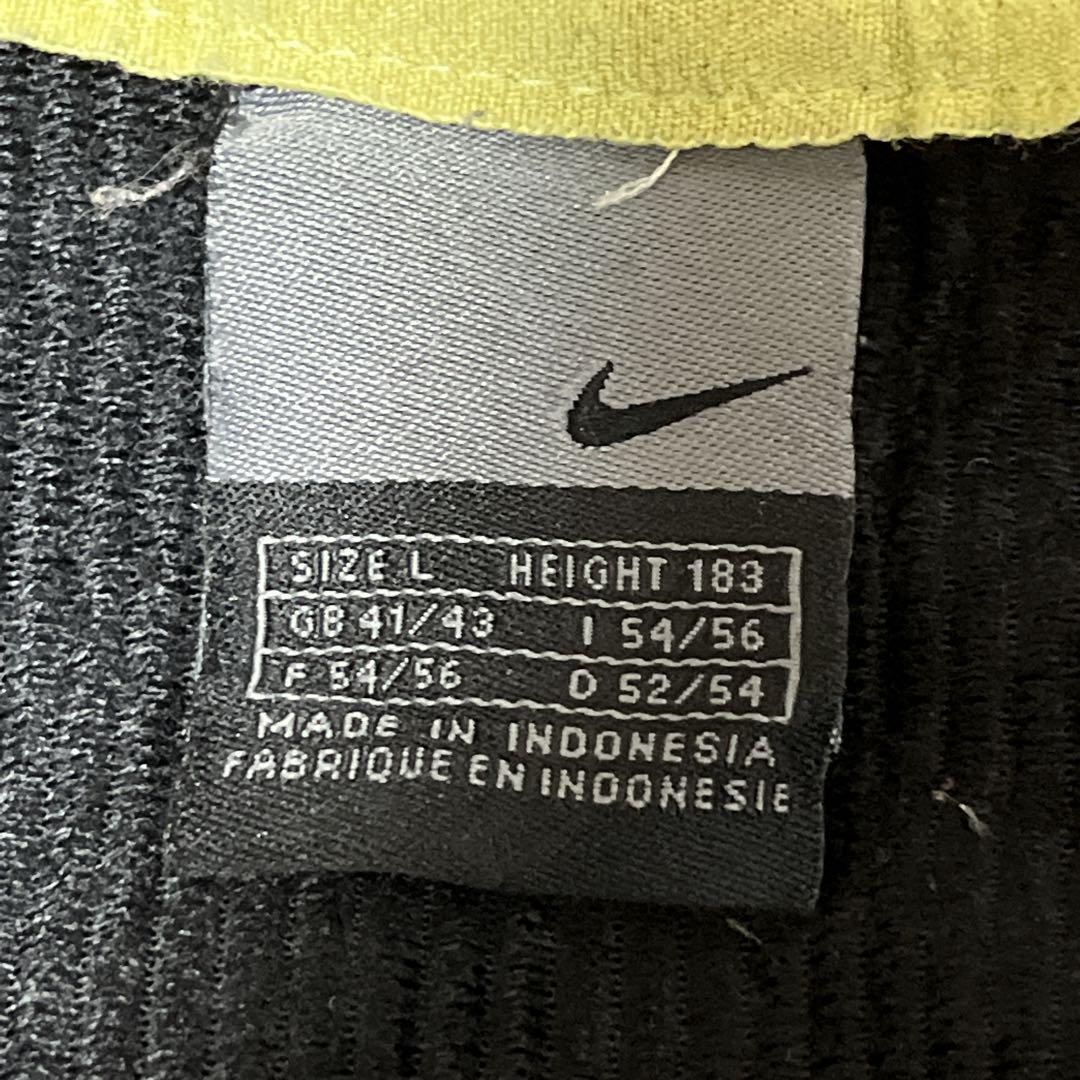 SIZE L HEIGHT 183
GB 41/43 I 54/56
F 54/56 D 52/54
MADE IN INDONESIA
FABRIQUE EN INDONESIE